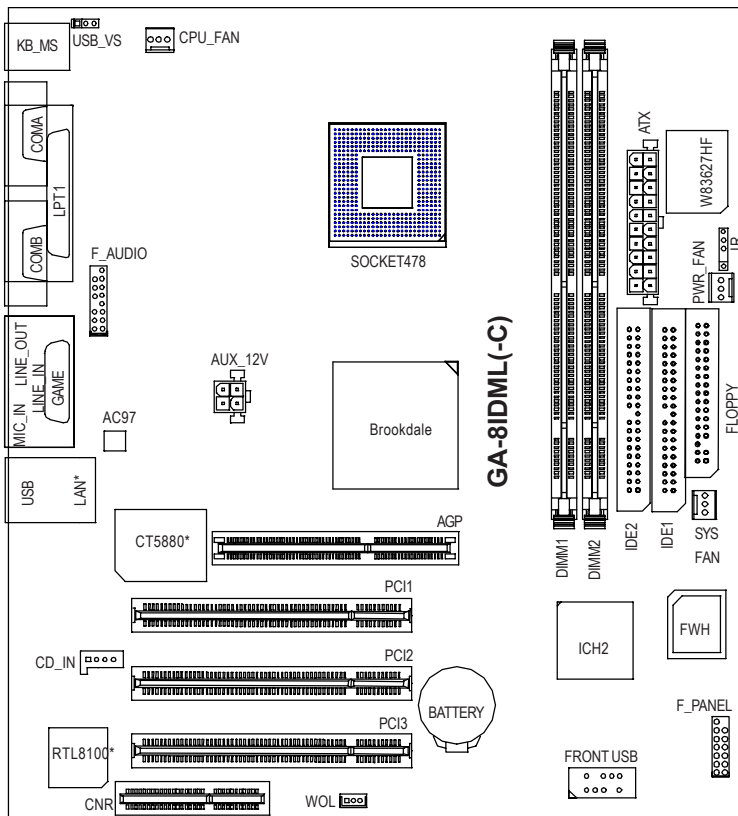 KB_MS
USB_VS
CPU_FAN
COMA
LPT1
COMB
F_AUDIO
SOCKET478
ATX
W83627HF
IR
PWR_FAN
MIC_IN
LINE_OUT
LINE_IN
GAME
AUX_12V
AC97
Brookdale
GA-8IDML(-C)
DIMM1
DIMM2
IDE2
IDE1
FLOPPY
SYS
FAN
USB
LAN*
CT5880*
AGP
PCI1
CD_IN
PCI2
ICH2
FWH
BATTERY
PCI3
RTL8100*
F_PANEL
FRONT USB
CNR
WOL